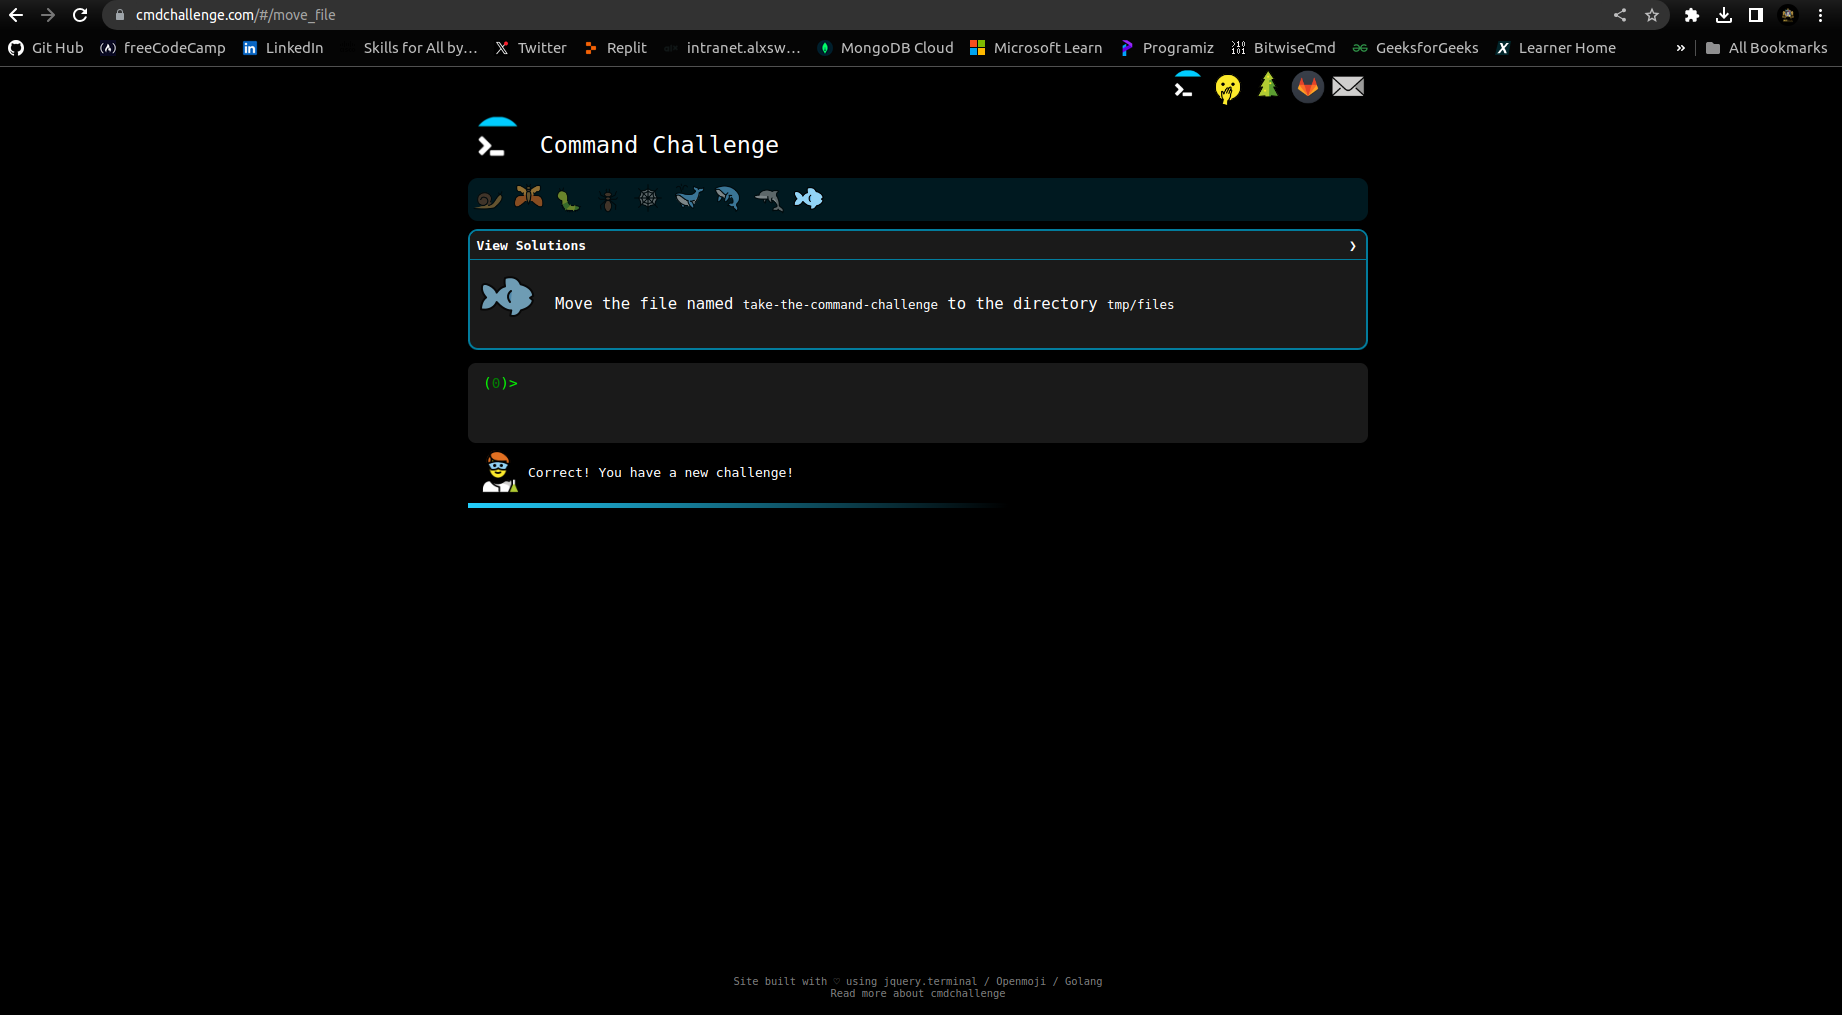 cmdchallenge.com/#/move_file
Git Hub freeCodeCamp LinkedIn Skills for All by... Twitter Replit intranet.alxsw... MongoDB Cloud Microsoft Learn Programiz BitwiseCmd GeeksforGeeks Learner Home » All Bookmarks
Command Challenge
View Solutions ❯
Move the file named take-the-command-challenge to the directory tmp/files
(0)>
Correct! You have a new challenge!
Site built with ♡ using jquery.terminal / Openmoji / Golang
Read more about cmdchallenge